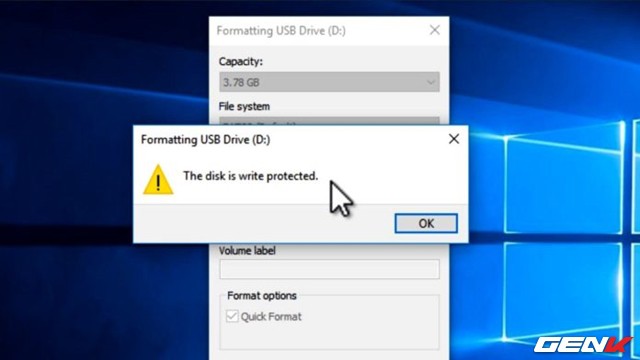 Formatting USB Drive (D:)
Capacity:
3.78 GB
File system
Formatting USB Drive (D:)
The disk is write protected.
OK
Volume label
Format options
Quick Format
GENK